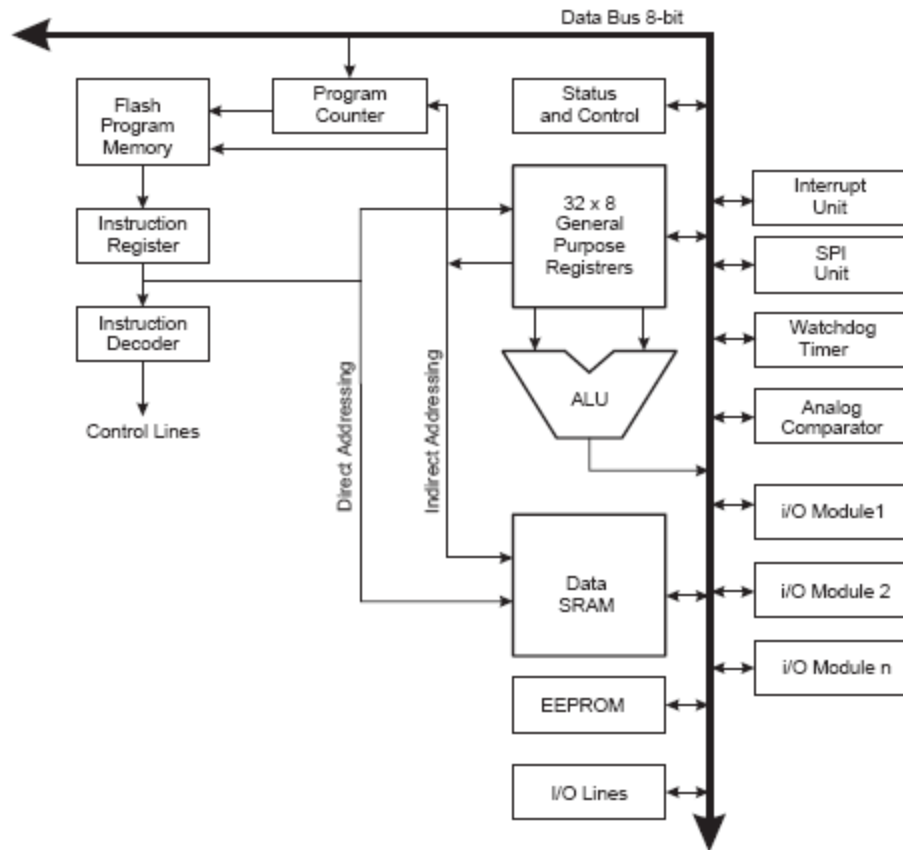 Data Bus 8-bit
Flash
Program
Memory
Program
Counter
Status
and Control
32 x 8
General
Purpose
Registrers
Interrupt
Unit
Instruction
Register
SPI
Unit
Instruction
Decoder
Watchdog
Timer
ALU
Analog
Comparator
Control Lines
Direct Addressing
Indirect Addressing
i/O Module1
Data
SRAM
i/O Module 2
i/O Module n
EEPROM
I/O Lines